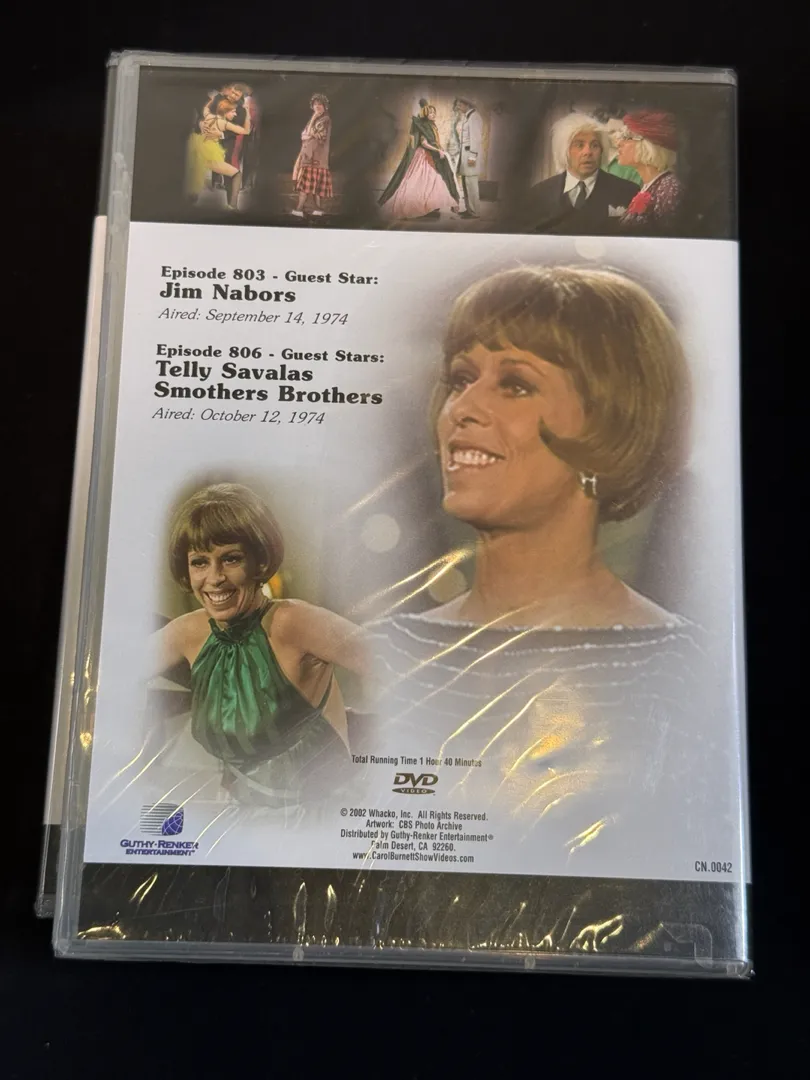 Episode 803 - Guest Star:
Jim Nabors
Aired: September 14, 1974
Episode 806 - Guest Stars:
Telly Savalas
Smothers Brothers
Aired: October 12, 1974
Total Running Time 1 Hour 40 Minutes
DVD
VIDEO
© 2002 Whacko, Inc. All Rights Reserved.
Artwork: CBS Photo Archive
Distributed by Guthy-Renker Entertainment®
Palm Desert, CA 92260.
www.CarolBurnettShowVideos.com
GUTHY-RENKER
ENTERTAINMENT®
CN.0042